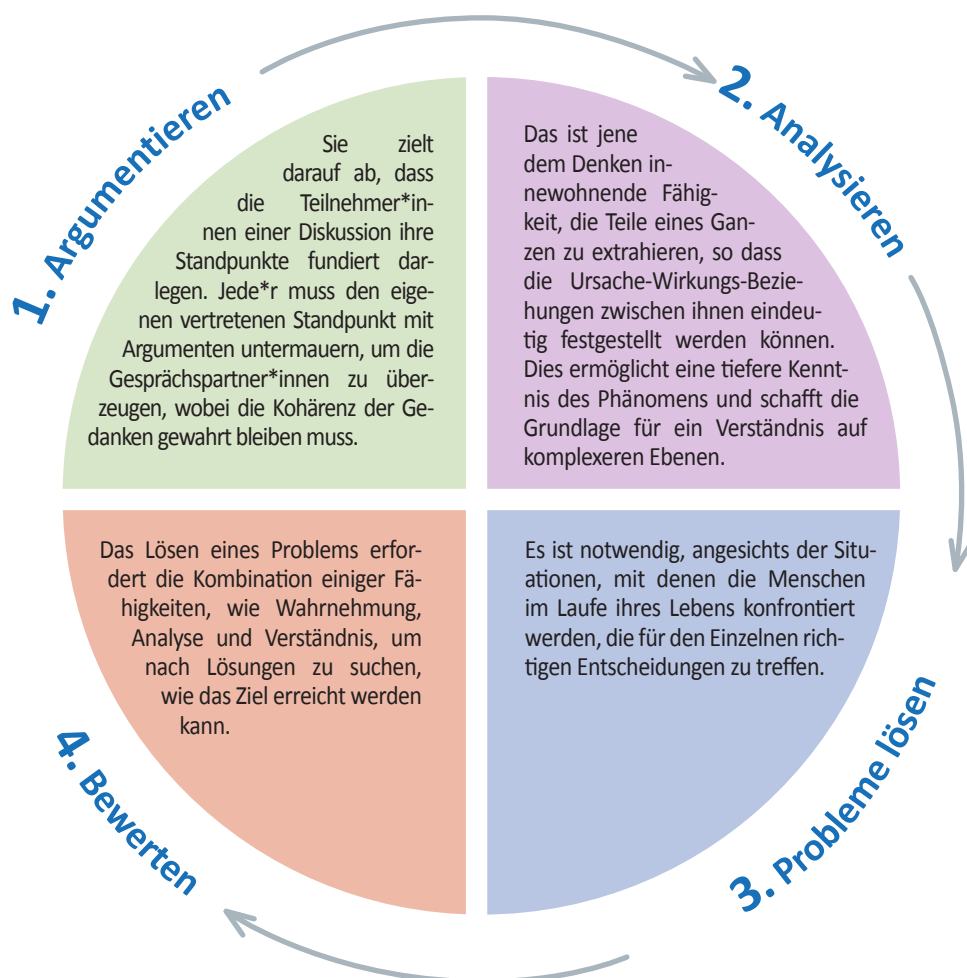 1. Argumentieren
Sie zielt
darauf ab, dass
die Teilnehmer*in-
nen einer Diskussion ihre
Standpunkte fundiert dar-
legen. Jede*r muss den eige-
nen vertretenen Standpunkt mit
Argumenten untermauern, um die
Gesprächspartner*innen zu über-
zeugen, wobei die Kohärenz der Ge-
danken gewahrt bleiben muss.
2. Analysieren
Das ist jene
dem Denken in-
newohnende Fähig-
keit, die Teile eines Gan-
zen zu extrahieren, so dass
die Ursache-Wirkungs-Bezie-
hungen zwischen ihnen eindeu-
tig festgestellt werden können.
Dies ermöglicht eine tiefere Kennt-
nis des Phänomens und schafft die
Grundlage für ein Verständnis auf
komplexeren Ebenen.
3. Probleme lösen
Es ist notwendig, angesichts der Situ-
ationen, mit denen die Menschen
im Laufe ihres Lebens konfrontiert
werden, die für den Einzelnen rich-
tigen Entscheidungen zu treffen.
4. Bewerten
Das Lösen eines Problems erfor-
dert die Kombination einiger Fä-
higkeiten, wie Wahrnehmung,
Analyse und Verständnis, um
nach Lösungen zu suchen,
wie das Ziel erreicht werden
kann.